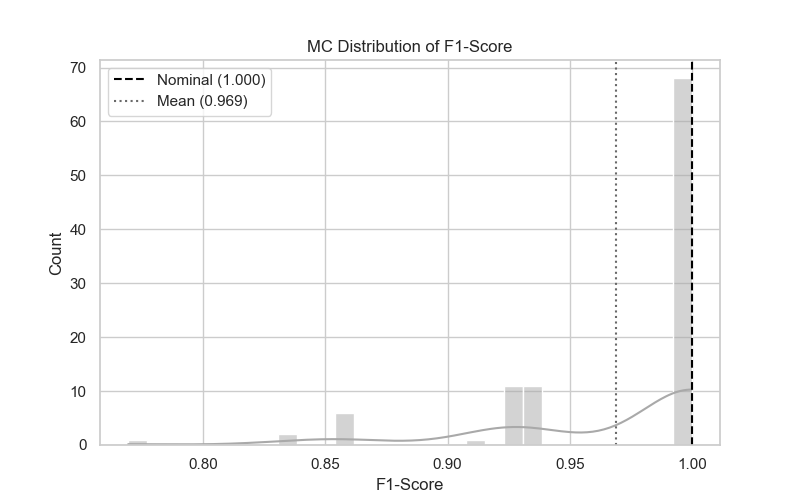 MC Distribution of F1-Score
Nominal (1.000)
Mean (0.969)
70
60
50
40
30
20
10
0
Count
0.80 0.85 0.90 0.95 1.00
F1-Score